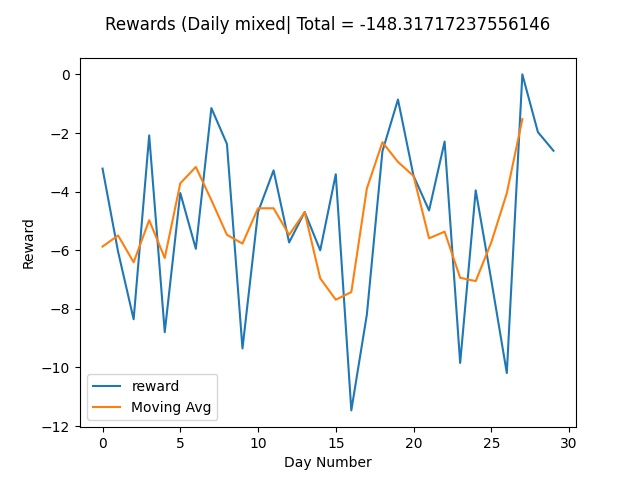 Rewards (Daily mixed| Total = -148.31717237556146
0
−2
−4
−6
−8
−10
−12
Reward
reward
Moving Avg
0 5 10 15 20 25 30
Day Number